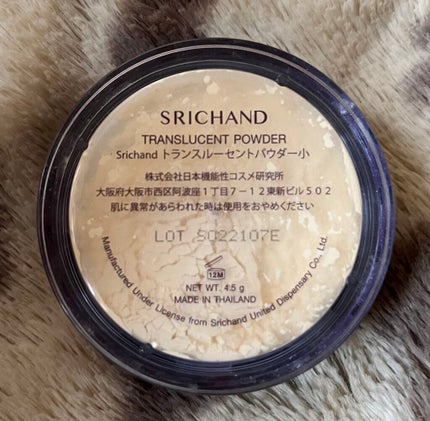 SRICHAND
TRANSLUCENT POWDER
Srichand トランスルーセントパウダー小
株式会社日本機能性コスメ研究所
大阪府大阪市西区阿波座１丁目７－１２東新ビル５０２
肌に異常があらわれた時は使用をおやめください
LOT SC22107E
12M
NET WT. 4.5 g
MADE IN THAILAND
Manufactured Under License from Srichand United Dispensary Co., Ltd.